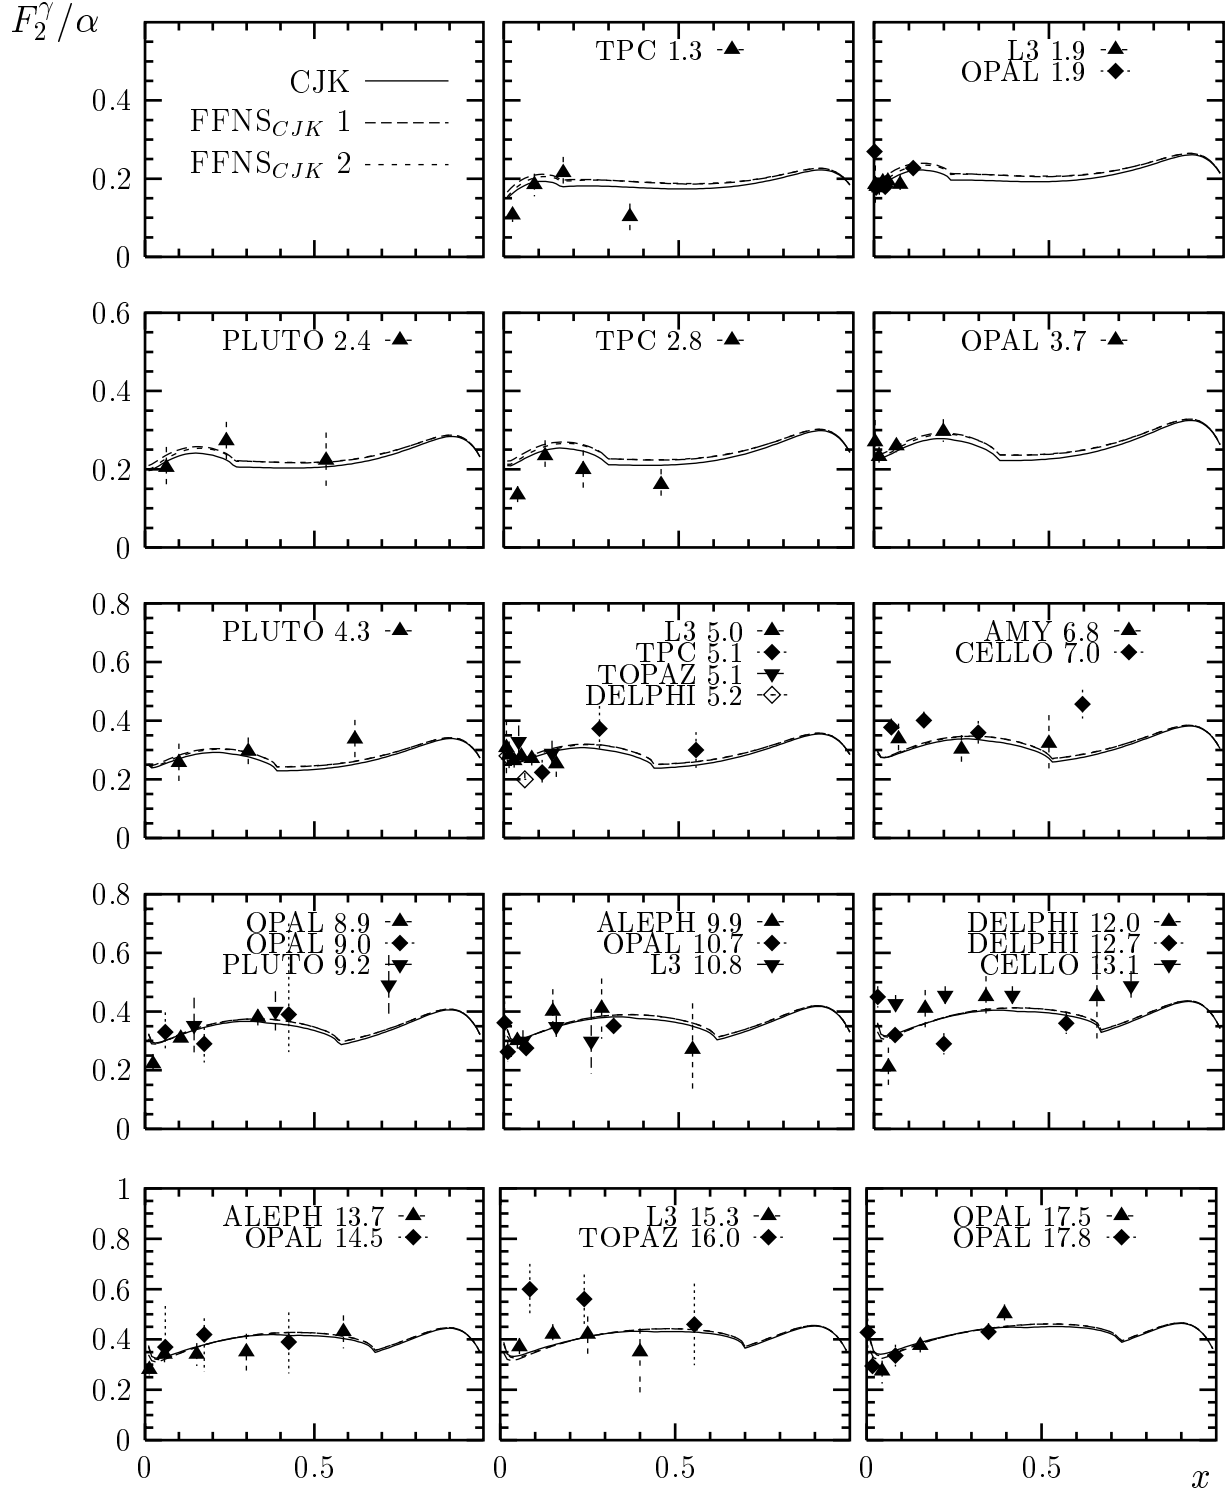 F₂^γ/α
TPC 1.3
L3 1.9
OPAL 1.9
CJK
FFNS_CJK 1
FFNS_CJK 2
0.4
0.2
0
0.6
PLUTO 2.4
TPC 2.8
OPAL 3.7
0.4
0.2
0
0.8
PLUTO 4.3
L3 5.0
TPC 5.1
TOPAZ 5.1
DELPHI 5.2
AMY 6.8
CELLO 7.0
0.6
0.4
0.2
0
0.8
OPAL 8.9
OPAL 9.0
PLUTO 9.2
ALEPH 9.9
OPAL 10.7
L3 10.8
DELPHI 12.0
DELPHI 12.7
CELLO 13.1
0.6
0.4
0.2
0
1
ALEPH 13.7
OPAL 14.5
L3 15.3
TOPAZ 16.0
OPAL 17.5
OPAL 17.8
0.8
0.6
0.4
0.2
0
0 0.5 0 0.5 0 0.5 x